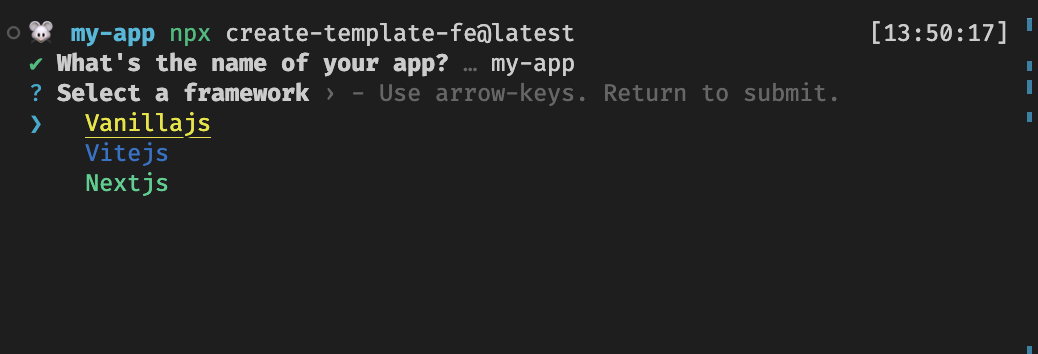 my-app npx create-template-fe@latest [13:50:17]
✔ What's the name of your app? … my-app
? Select a framework › - Use arrow-keys. Return to submit.
❯ Vanillajs
Vitejs
Nextjs